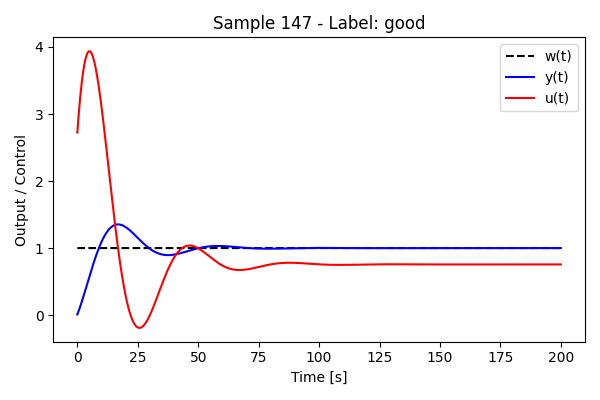 Sample 147 - Label: good
w(t)
y(t)
u(t)
Output / Control
4
3
2
1
0
0 25 50 75 100 125 150 175 200
Time [s]